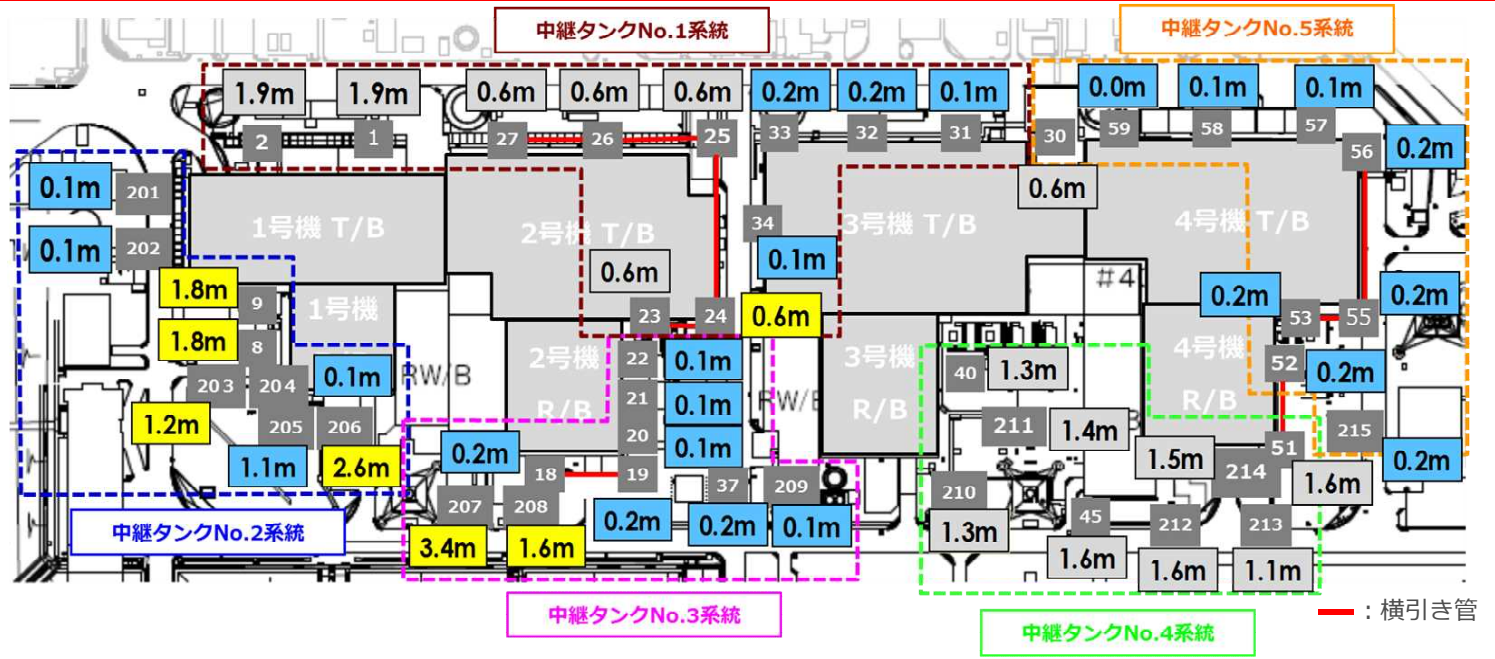 中継タンクNo.1系統
中継タンクNo.5系統
1.9m
1.9m
0.6m
0.6m
0.6m
0.2m
0.2m
0.1m
0.0m
0.1m
0.1m
2
1
27
26
25
33
32
31
30
59
58
57
56
0.2m
0.1m
201
0.6m
34
1号機 T/B
2号機 T/B
3号機 T/B
4号機 T/B
0.1m
202
0.6m
0.1m
#4
1.8m
9
1号機
0.2m
0.2m
23
24
0.6m
53
55
1.8m
8
2号機
22
0.1m
3号機
4号機
52
0.2m
203
204
0.1m
RW/B
21
0.1m
RW/B
40
1.3m
R/B
R/B
R/B
1.2m
205
206
20
0.1m
211
1.4m
51
215
1.1m
2.6m
0.2m
18
19
37
209
1.5m
214
1.6m
0.2m
207
208
210
45
212
213
中継タンクNo.2系統
3.4m
1.6m
0.2m
0.2m
0.1m
1.3m
1.6m
1.6m
1.1m
中継タンクNo.3系統
中継タンクNo.4系統
：横引き管